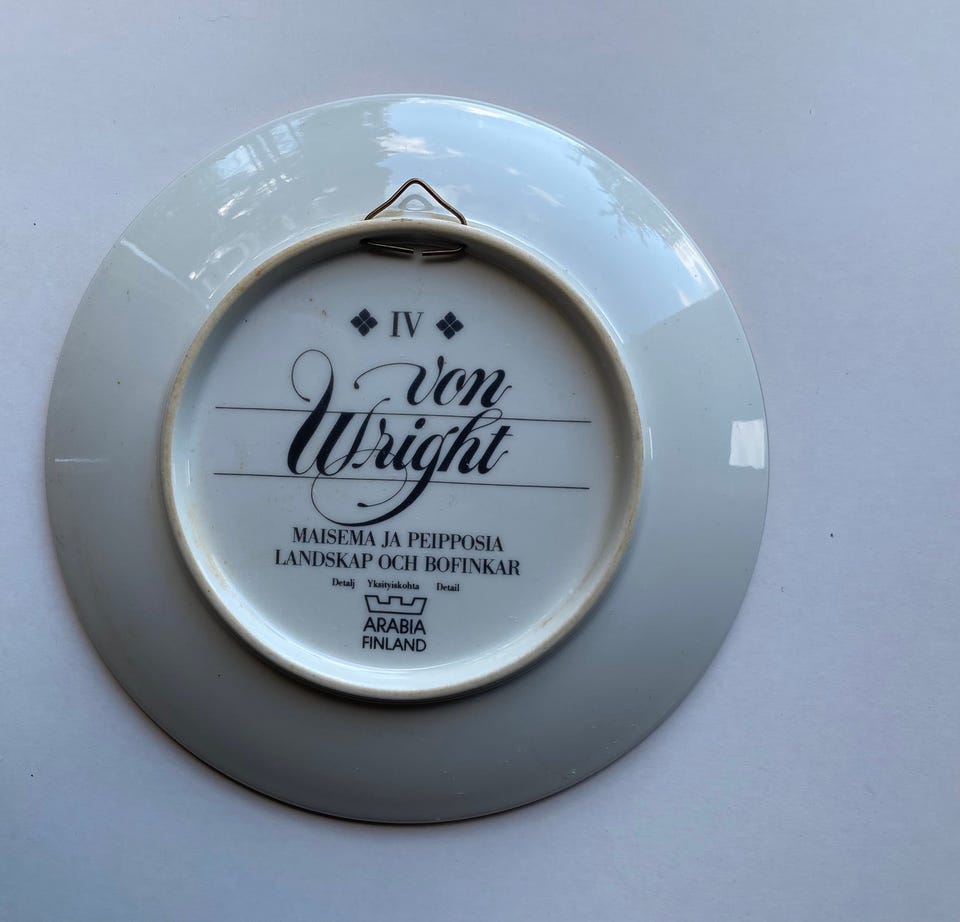 IV
von
Wright
MAISEMA JA PEIPPOSIA
LANDSKAP OCH BOFINKAR
Detalj Yksityiskohta Detail
ARABIA
FINLAND